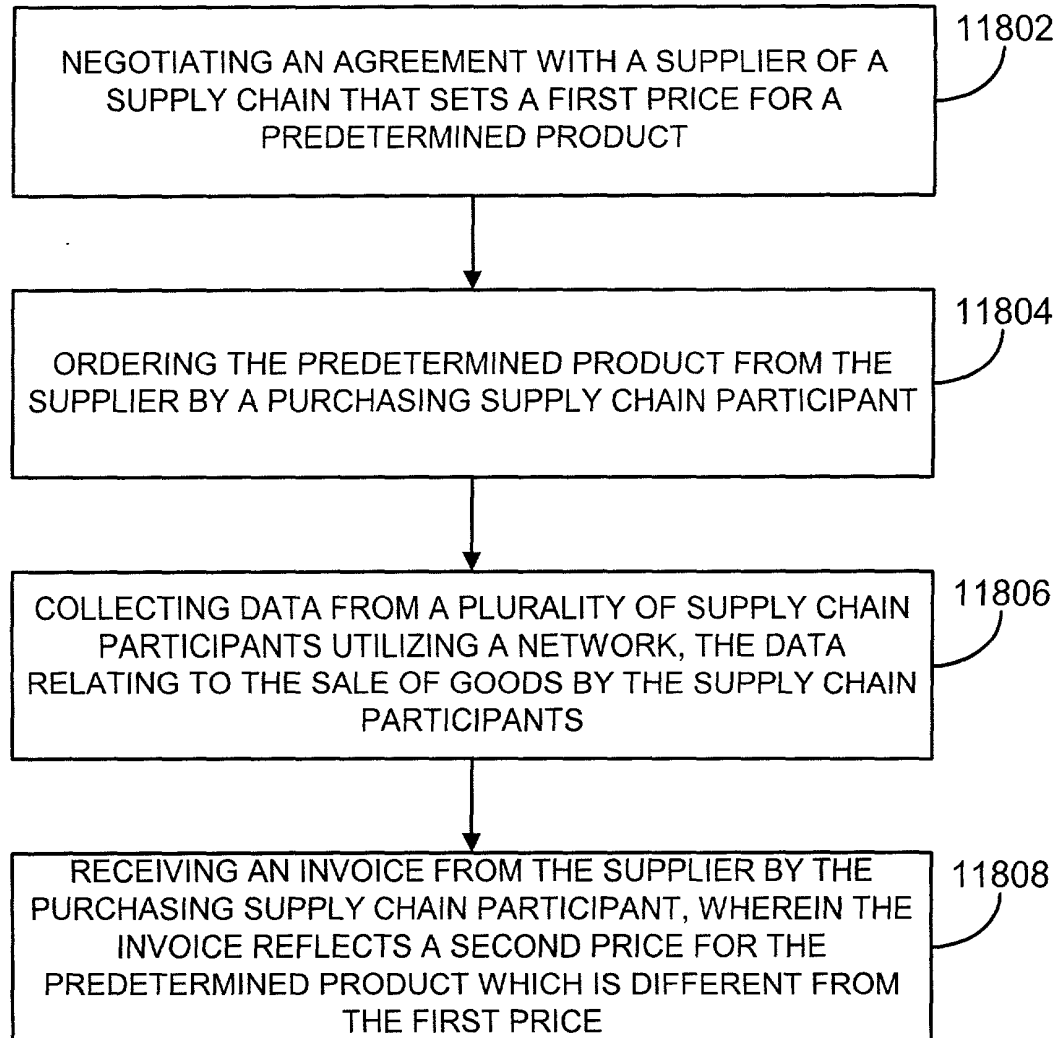 11802
NEGOTIATING AN AGREEMENT WITH A SUPPLIER OF A
SUPPLY CHAIN THAT SETS A FIRST PRICE FOR A
PREDETERMINED PRODUCT
11804
ORDERING THE PREDETERMINED PRODUCT FROM THE
SUPPLIER BY A PURCHASING SUPPLY CHAIN PARTICIPANT
11806
COLLECTING DATA FROM A PLURALITY OF SUPPLY CHAIN
PARTICIPANTS UTILIZING A NETWORK, THE DATA
RELATING TO THE SALE OF GOODS BY THE SUPPLY CHAIN
PARTICIPANTS
11808
RECEIVING AN INVOICE FROM THE SUPPLIER BY THE
PURCHASING SUPPLY CHAIN PARTICIPANT, WHEREIN THE
INVOICE REFLECTS A SECOND PRICE FOR THE
PREDETERMINED PRODUCT WHICH IS DIFFERENT FROM
THE FIRST PRICE